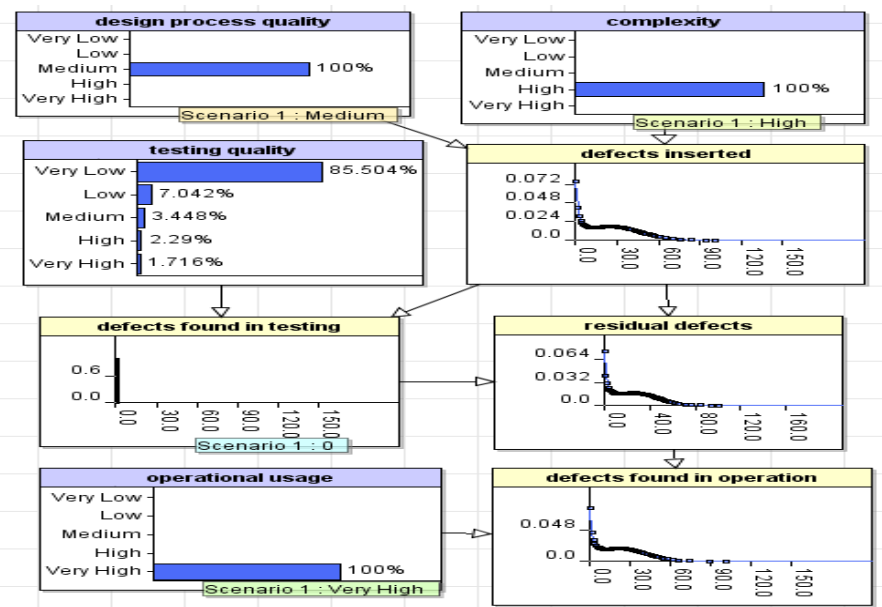 design process quality
Very Low
Low
Medium
High
Very High
100%
Scenario 1 : Medium
complexity
Very Low
Low
Medium
High
Very High
100%
Scenario 1 : High
testing quality
Very Low
Low
Medium
High
Very High
85.504%
7.042%
3.448%
2.29%
1.716%
defects inserted
0.072
0.048
0.024
0.0
0.0
30.0
60.0
90.0
120.0
150.0
defects found in testing
0.6
0.0
0.0
30.0
60.0
90.0
120.0
150.0
Scenario 1 : 0
residual defects
0.064
0.032
0.0
0.0
40.0
80.0
120.0
160.0
operational usage
Very Low
Low
Medium
High
Very High
100%
Scenario 1 : Very High
defects found in operation
0.048
0.0
0.0
30.0
60.0
90.0
120.0
150.0